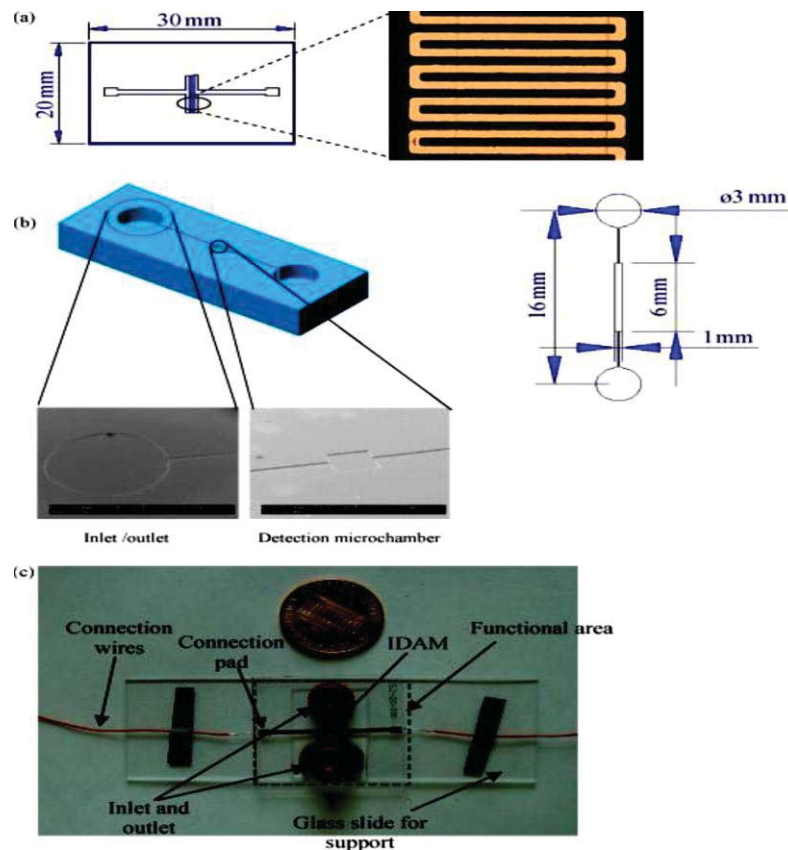 (a)
30 mm
20 mm
(b)
ø3 mm
16 mm
6 mm
1 mm
Inlet /outlet
Detection microchamber
(c)
Connection
wires
Connection
pad
IDAM
Functional area
Inlet and
outlet
Glass slide for
support